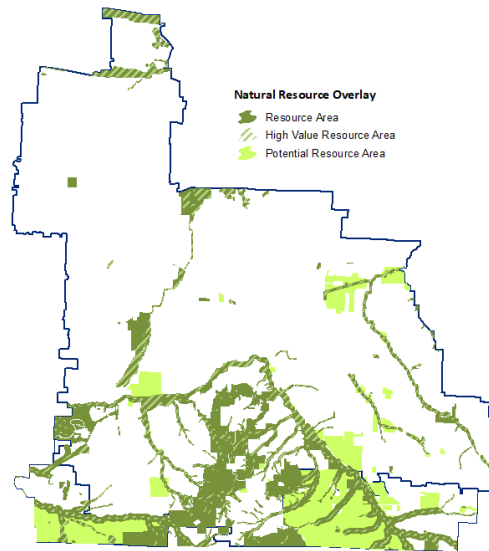 Natural Resource Overlay
Resource Area
High Value Resource Area
Potential Resource Area